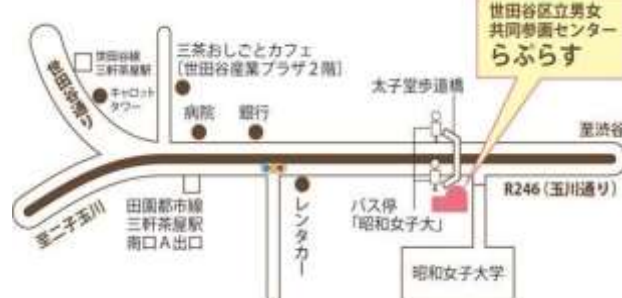 世田谷区立男女
共同参画センター
らぷらす
世田谷線
三軒茶屋駅
世田谷通り
キャロット
タワー
三茶おしごとカフェ
[世田谷産業プラザ2階]
病院
銀行
太子堂歩道橋
至渋谷
R246(玉川通り)
至二子玉川
田園都市線
三軒茶屋駅
南口A出口
レンタカー
バス停
「昭和女子大」
昭和女子大学